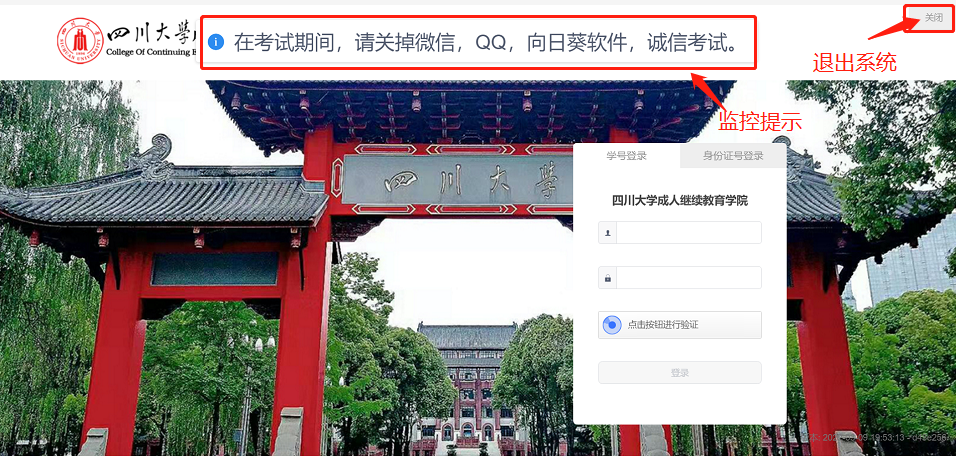 四川大學
College Of Continuing E
在考试期间，请关掉微信，QQ，向日葵软件，诚信考试。
关闭
退出系统
监控提示
学号登录
身份证号登录
四川大學
四川大学成人继续教育学院
点击按钮进行验证
登录